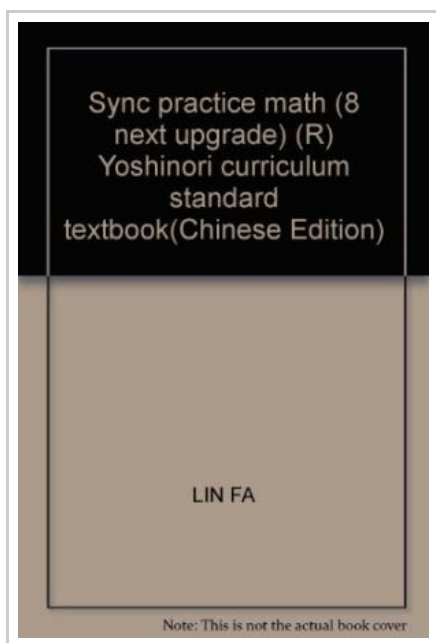 Sync practice math (8
next upgrade) (R)
Yoshinori curriculum
standard
textbook(Chinese Edition)
LIN FA
Note: This is not the actual book cover